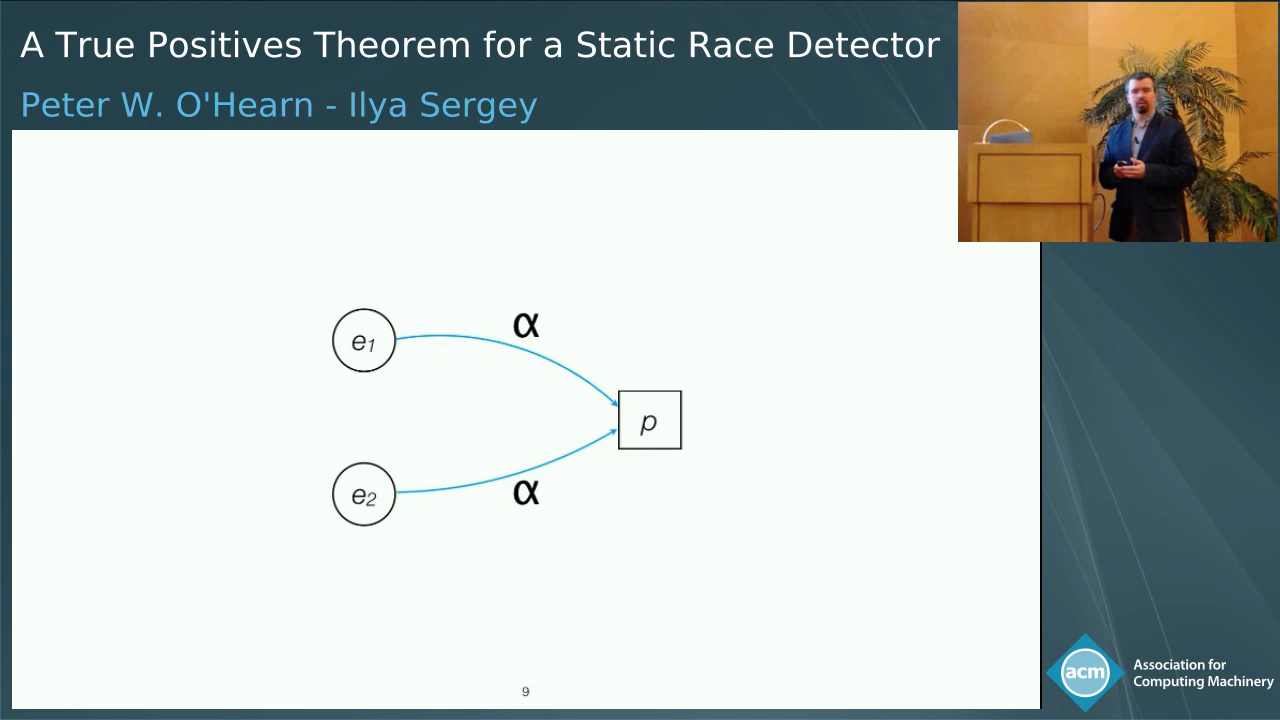 A True Positives Theorem for a Static Race Detector
Peter W. O'Hearn - Ilya Sergey
α
e₁
p
e₂
α
9
acm
Association for
Computing Machinery